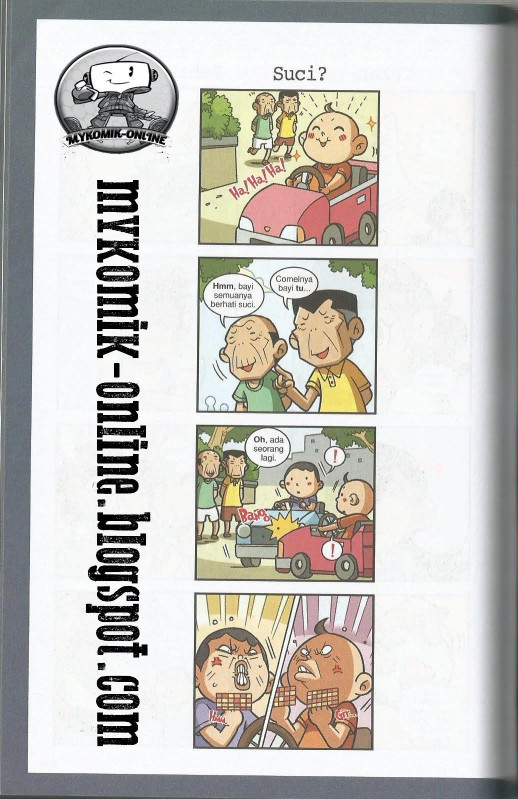 Suci?
MYKOMIK-ONLINE
mykomik-online.blogspot.com
Ha! Ha! Ha!
Hmm, bayi
semuanya
berhati suci.
Comelnya
bayi tu...
Oh, ada
seorang
lagi.
!
!